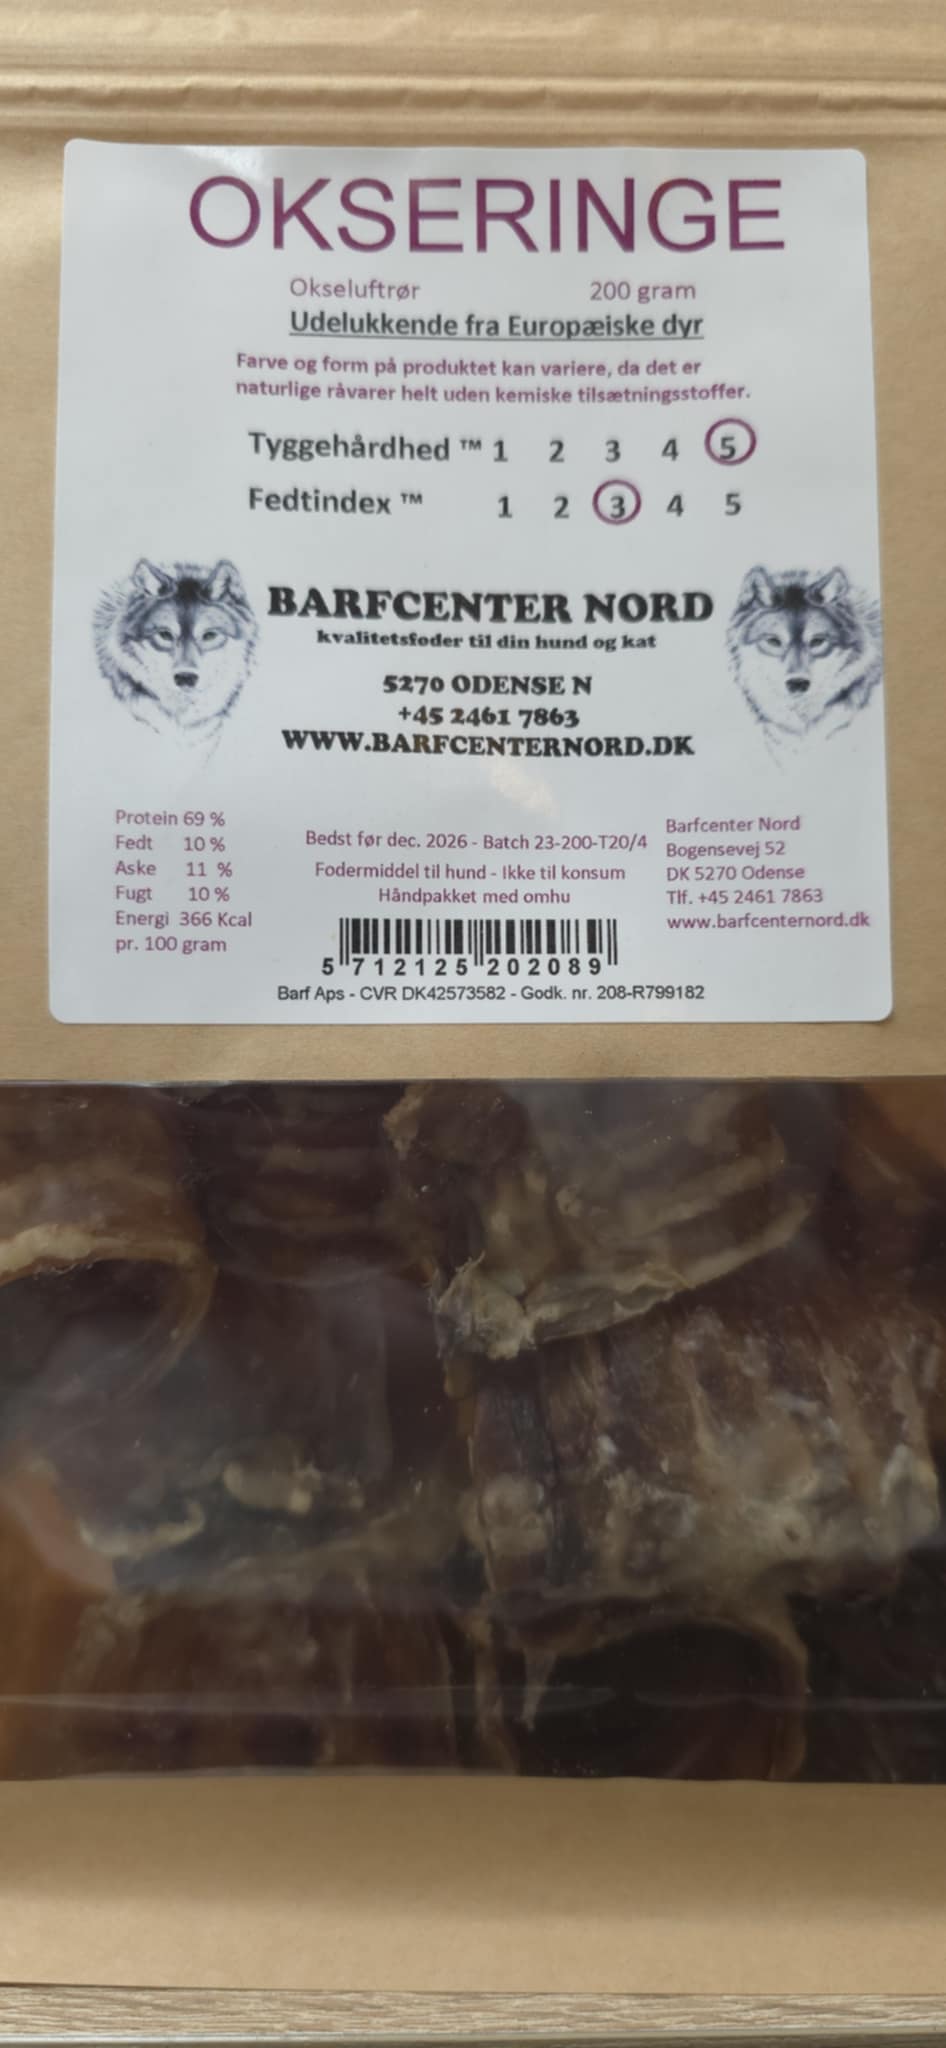 OKSERINGE
Okseluftrør 200 gram
Udelukkende fra Europæiske dyr
Farve og form på produktet kan variere, da det er
naturlige råvarer helt uden kemiske tilsætningsstoffer.
Tyggehårdhed ™ 1 2 3 4 5
Fedtindex ™ 1 2 3 4 5
BARFCENTER NORD
kvalitetsfoder til din hund og kat
5270 ODENSE N
+45 2461 7863
WWW.BARFCENTERNORD.DK
Protein 69 %
Fedt 10 %
Aske 11 %
Fugt 10 %
Energi 366 Kcal
pr. 100 gram
Bedst før dec. 2026 - Batch 23-200-T20/4
Fodermiddel til hund - Ikke til konsum
Håndpakket med omhu
5 712125 202089
Barf Aps - CVR DK42573582 - Godk. nr. 208-R799182
Barfcenter Nord
Bogensevej 52
DK 5270 Odense
Tlf. +45 2461 7863
www.barfcenternord.dk